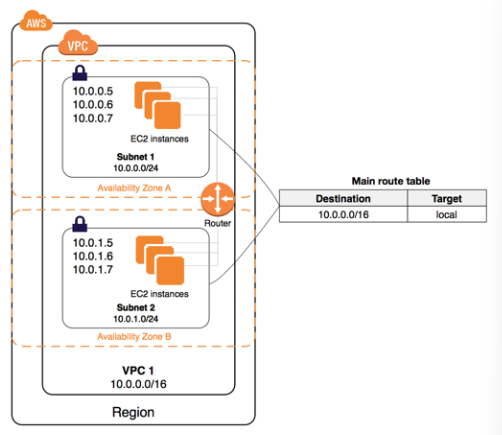 AWS
VPC
10.0.0.5
10.0.0.6
10.0.0.7
EC2 instances
Subnet 1
10.0.0.0/24
Availability Zone A
Router
10.0.1.5
10.0.1.6
10.0.1.7
EC2 instances
Subnet 2
10.0.1.0/24
Availability Zone B
VPC 1
10.0.0.0/16
Region
Main route table
Destination Target
10.0.0.0/16 local